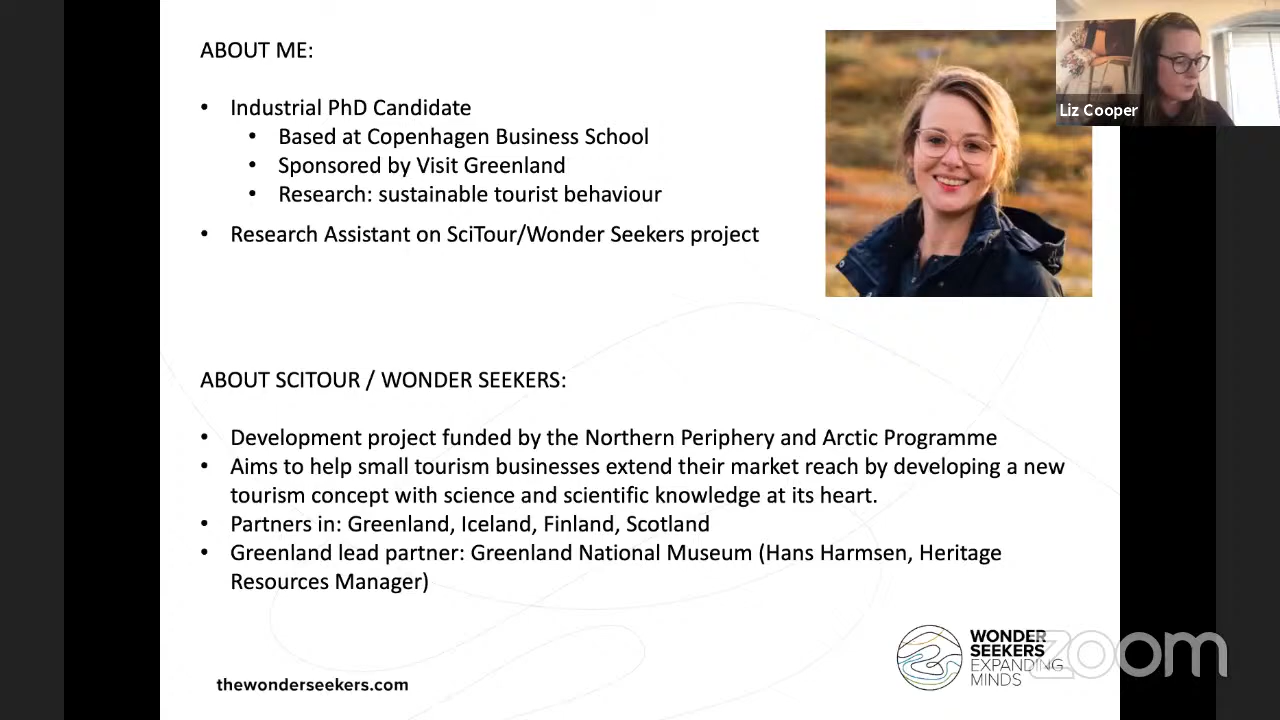 ABOUT ME:
• Industrial PhD Candidate
• Based at Copenhagen Business School
• Sponsored by Visit Greenland
• Research: sustainable tourist behaviour
• Research Assistant on SciTour/Wonder Seekers project
Liz Cooper
ABOUT SCITOUR / WONDER SEEKERS:
• Development project funded by the Northern Periphery and Arctic Programme
• Aims to help small tourism businesses extend their market reach by developing a new
tourism concept with science and scientific knowledge at its heart.
• Partners in: Greenland, Iceland, Finland, Scotland
• Greenland lead partner: Greenland National Museum (Hans Harmsen, Heritage
Resources Manager)
WONDER
SEEKERS
EXPANDING
MINDS
zoom
thewonderseekers.com